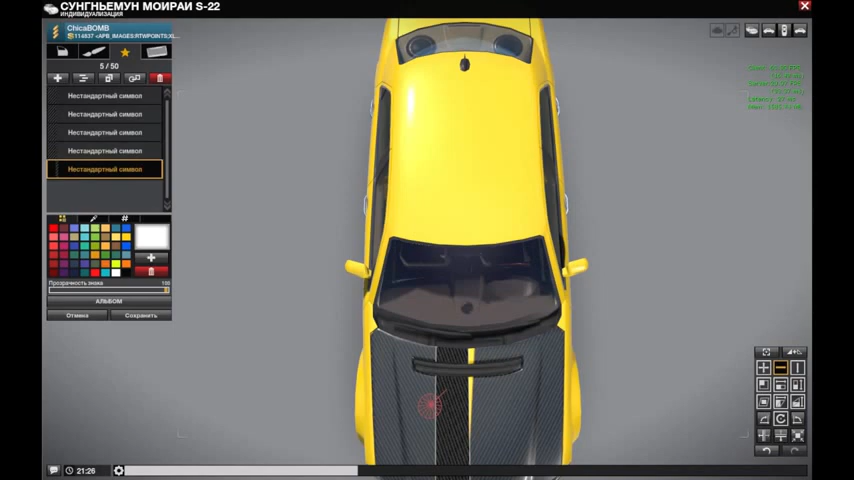 СУНГНЬЕМУН МОИРАИ S-22
ИНДИВИДУАЛИЗАЦИЯ
ChicaBOMB
5 / 50
Нестандартный символ
Нестандартный символ
Нестандартный символ
Нестандартный символ
Нестандартный символ
#
Прозрачность знака 100
АЛЬБОМ
Отмена Сохранить
21:26